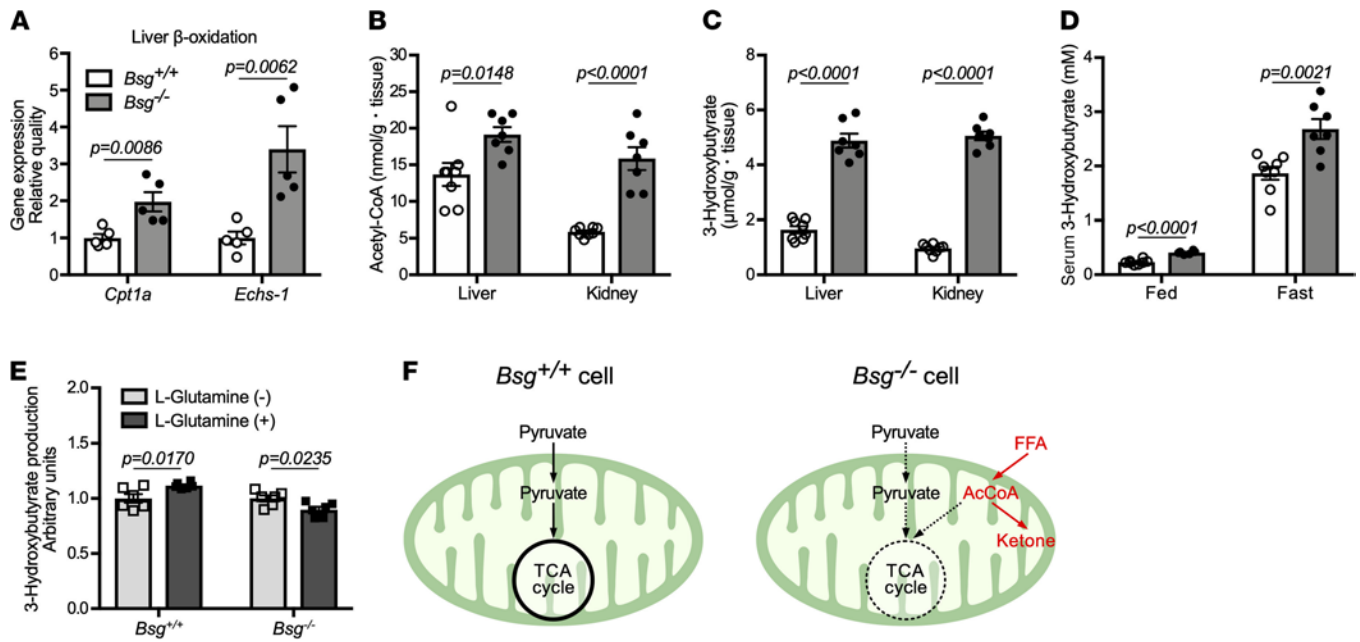 A
Liver β-oxidation
Bsg+/+
Bsg-/-
Gene expression
Relative quality
6
5
4
3
2
1
0
p=0.0086
p=0.0062
Cpt1a
Echs-1
B
Acetyl-CoA (nmol/g · tissue)
30
25
20
15
10
5
0
p=0.0148
p<0.0001
Liver
Kidney
C
3-Hydroxybutyrate
(μmol/g · tissue)
8
6
4
2
0
p<0.0001
p<0.0001
Liver
Kidney
D
Serum 3-Hydroxybutyrate (mM)
4
3
2
1
0
p<0.0001
p=0.0021
Fed
Fast
E
3-Hydroxybutyrate production
Arbitrary units
2.0
1.5
1.0
0.5
0.0
L-Glutamine (-)
L-Glutamine (+)
p=0.0170
p=0.0235
Bsg+/+
Bsg-/-
F
Bsg+/+ cell
Pyruvate
Pyruvate
TCA
cycle
Bsg-/- cell
Pyruvate
FFA
Pyruvate
AcCoA
Ketone
TCA
cycle